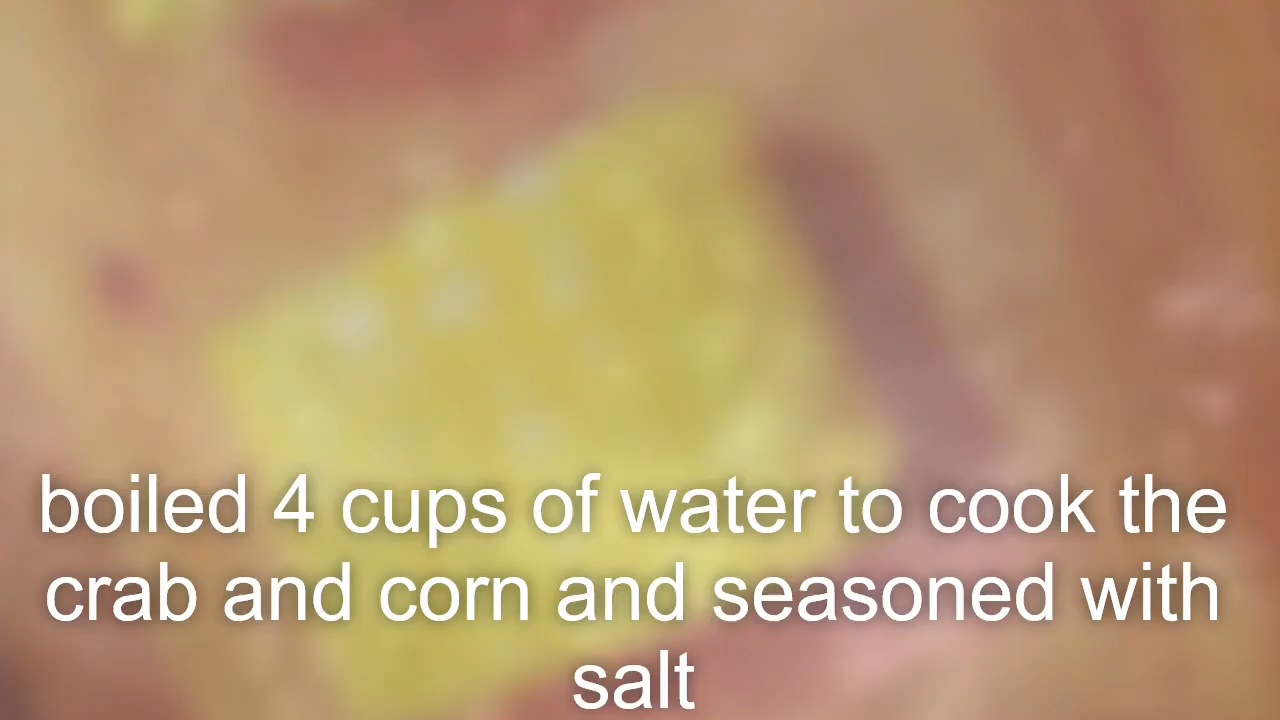 boiled 4 cups of water to cook the
crab and corn and seasoned with
salt